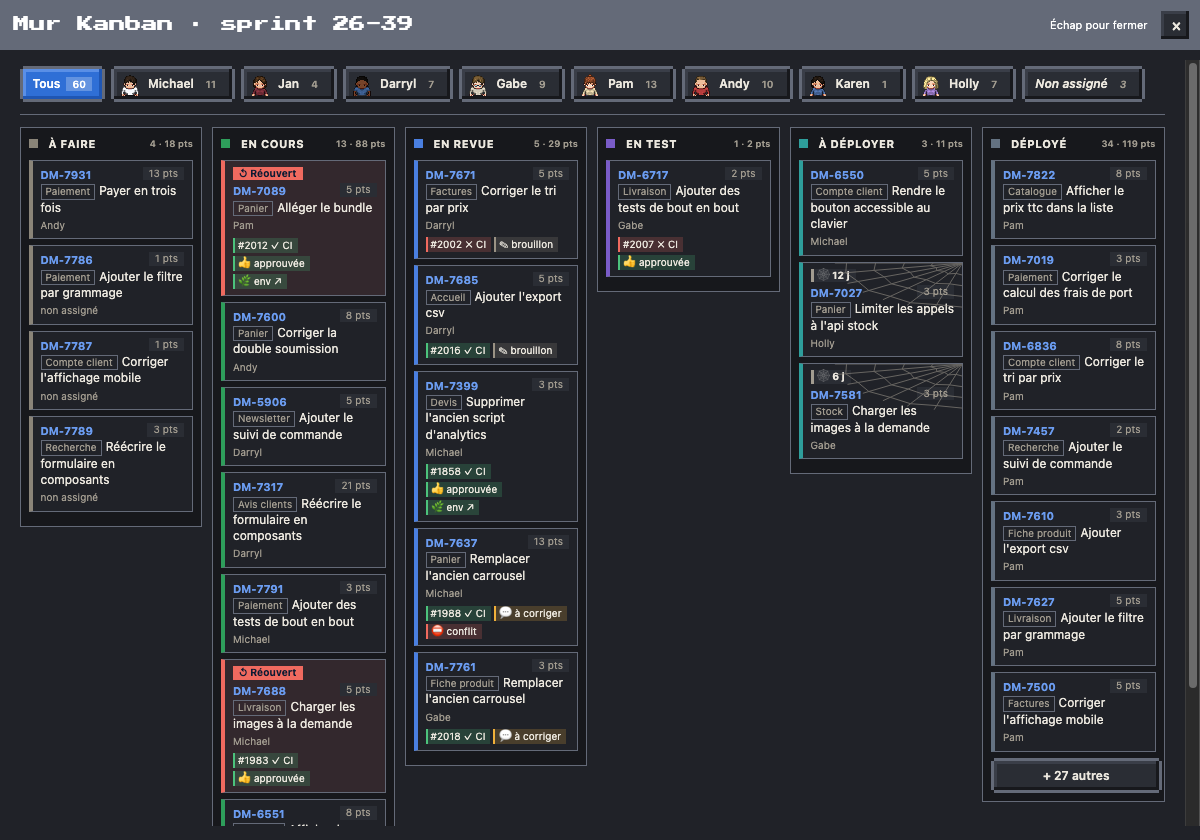 Mur Kanban · sprint 26-39
Échap pour fermer ×
Tous 60
Michael 11
Jan 4
Darryl 7
Gabe 9
Pam 13
Andy 10
Karen 1
Holly 7
Non assigné 3
À FAIRE 4 · 18 pts
DM-7931 13 pts
Paiement Payer en trois
fois
Andy
DM-7786 1 pts
Paiement Ajouter le filtre
par grammage
non assigné
DM-7787 1 pts
Compte client Corriger
l'affichage mobile
non assigné
DM-7789 3 pts
Recherche Réécrire le
formulaire en
composants
non assigné
EN COURS 13 · 88 pts
↺ Réouvert
DM-7089 5 pts
Panier Alléger le bundle
Pam
#2012 ✓ CI
👍 approuvée
🌿 env ↗
DM-7600 8 pts
Panier Corriger la
double soumission
Andy
DM-5906 5 pts
Newsletter Ajouter le
suivi de commande
Darryl
DM-7317 21 pts
Avis clients Réécrire le
formulaire en
composants
Darryl
DM-7791 3 pts
Paiement Ajouter des
tests de bout en bout
Michael
↺ Réouvert
DM-7688 5 pts
Livraison Charger les
images à la demande
Michael
#1983 ✓ CI
👍 approuvée
DM-6551 8 pts
EN REVUE 5 · 29 pts
DM-7671 5 pts
Factures Corriger le tri
par prix
Darryl
#2002 ✕ CI ✎ brouillon
DM-7685 5 pts
Accueil Ajouter l'export
csv
Darryl
#2016 ✓ CI ✎ brouillon
DM-7399 3 pts
Devis Supprimer
l'ancien script
d'analytics
Michael
#1858 ✓ CI
👍 approuvée
🌿 env ↗
DM-7637 13 pts
Panier Remplacer
l'ancien carrousel
Michael
#1988 ✓ CI 💬 à corriger
⛔ conflit
DM-7761 3 pts
Fiche produit Remplacer
l'ancien carrousel
Gabe
#2018 ✓ CI 💬 à corriger
EN TEST 1 · 2 pts
DM-6717 2 pts
Livraison Ajouter des
tests de bout en bout
Gabe
#2007 ✕ CI
👍 approuvée
À DÉPLOYER 3 · 11 pts
DM-6550 5 pts
Compte client Rendre le
bouton accessible au
clavier
Michael
🕸 12 j
DM-7027 3 pts
Panier Limiter les appels
à l'api stock
Holly
🕸 6 j
DM-7581 3 pts
Stock Charger les
images à la demande
Gabe
DÉPLOYÉ 34 · 119 pts
DM-7822 8 pts
Catalogue Afficher le
prix ttc dans la liste
Pam
DM-7019 3 pts
Paiement Corriger le
calcul des frais de port
Pam
DM-6836 8 pts
Compte client Corriger le
tri par prix
Pam
DM-7457 2 pts
Recherche Ajouter le
suivi de commande
Pam
DM-7610 3 pts
Fiche produit Ajouter
l'export csv
Pam
DM-7627 5 pts
Livraison Ajouter le filtre
par grammage
Pam
DM-7500 5 pts
Factures Corriger
l'affichage mobile
Pam
+ 27 autres